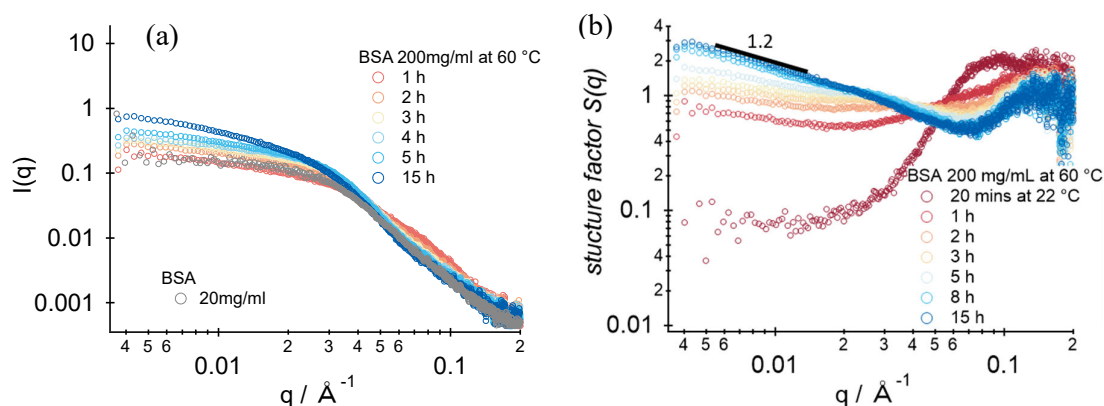 (a)
I(q)
10
1
0.1
0.01
0.001
BSA 200mg/ml at 60 °C
1 h
2 h
3 h
4 h
5 h
15 h
BSA
20mg/ml
4 5 6 0.01 2 3 4 5 6 0.1 2
q / Å⁻¹
(b)
stucture factor S(q)
4
2
1
8
6
4
2
0.1
8
6
4
2
0.01
1.2
BSA 200 mg/mL at 60 °C
20 mins at 22 °C
1 h
2 h
3 h
5 h
8 h
15 h
4 5 6 0.01 2 3 4 5 6 0.1 2
q / Å⁻¹